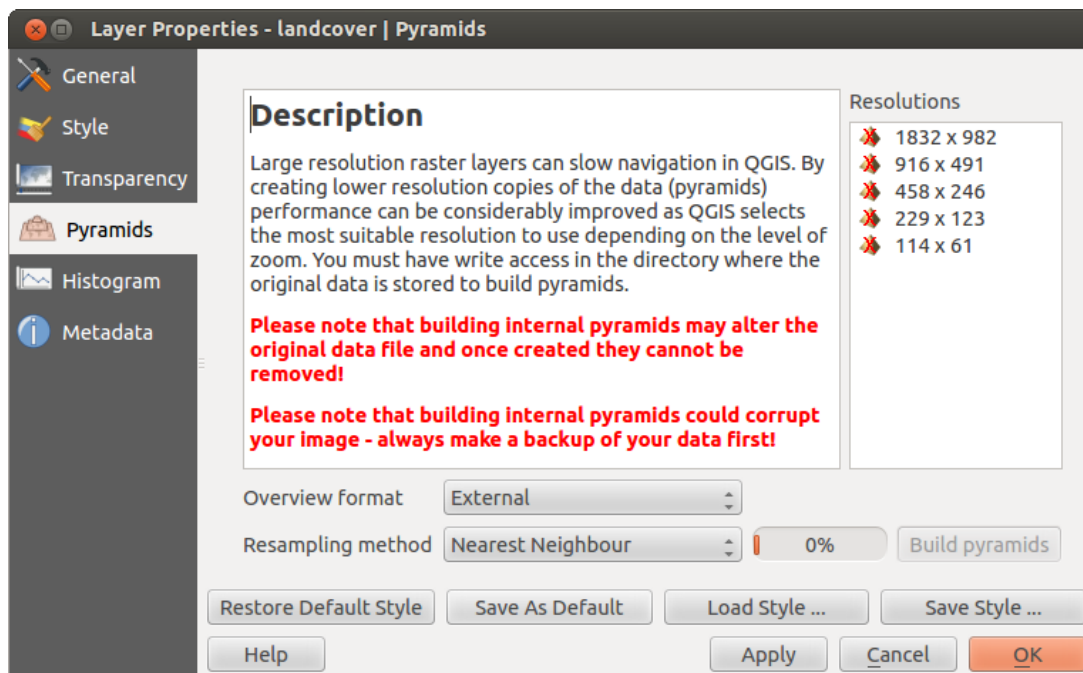 Layer Properties - landcover | Pyramids
General
Style
Transparency
Pyramids
Histogram
Metadata
Description
Large resolution raster layers can slow navigation in QGIS. By
creating lower resolution copies of the data (pyramids)
performance can be considerably improved as QGIS selects
the most suitable resolution to use depending on the level of
zoom. You must have write access in the directory where the
original data is stored to build pyramids.
Please note that building internal pyramids may alter the
original data file and once created they cannot be
removed!
Please note that building internal pyramids could corrupt
your image - always make a backup of your data first!
Resolutions
1832 x 982
916 x 491
458 x 246
229 x 123
114 x 61
Overview format External
Resampling method Nearest Neighbour 0% Build pyramids
Restore Default Style Save As Default Load Style ... Save Style ...
Help Apply Cancel OK